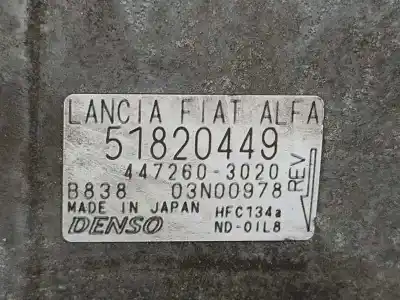 LANCIA FIAT ALFA
51820449
447260-3020
B838 03N00978
MADE IN JAPAN HFC134a
DENSO ND-OIL8
REV